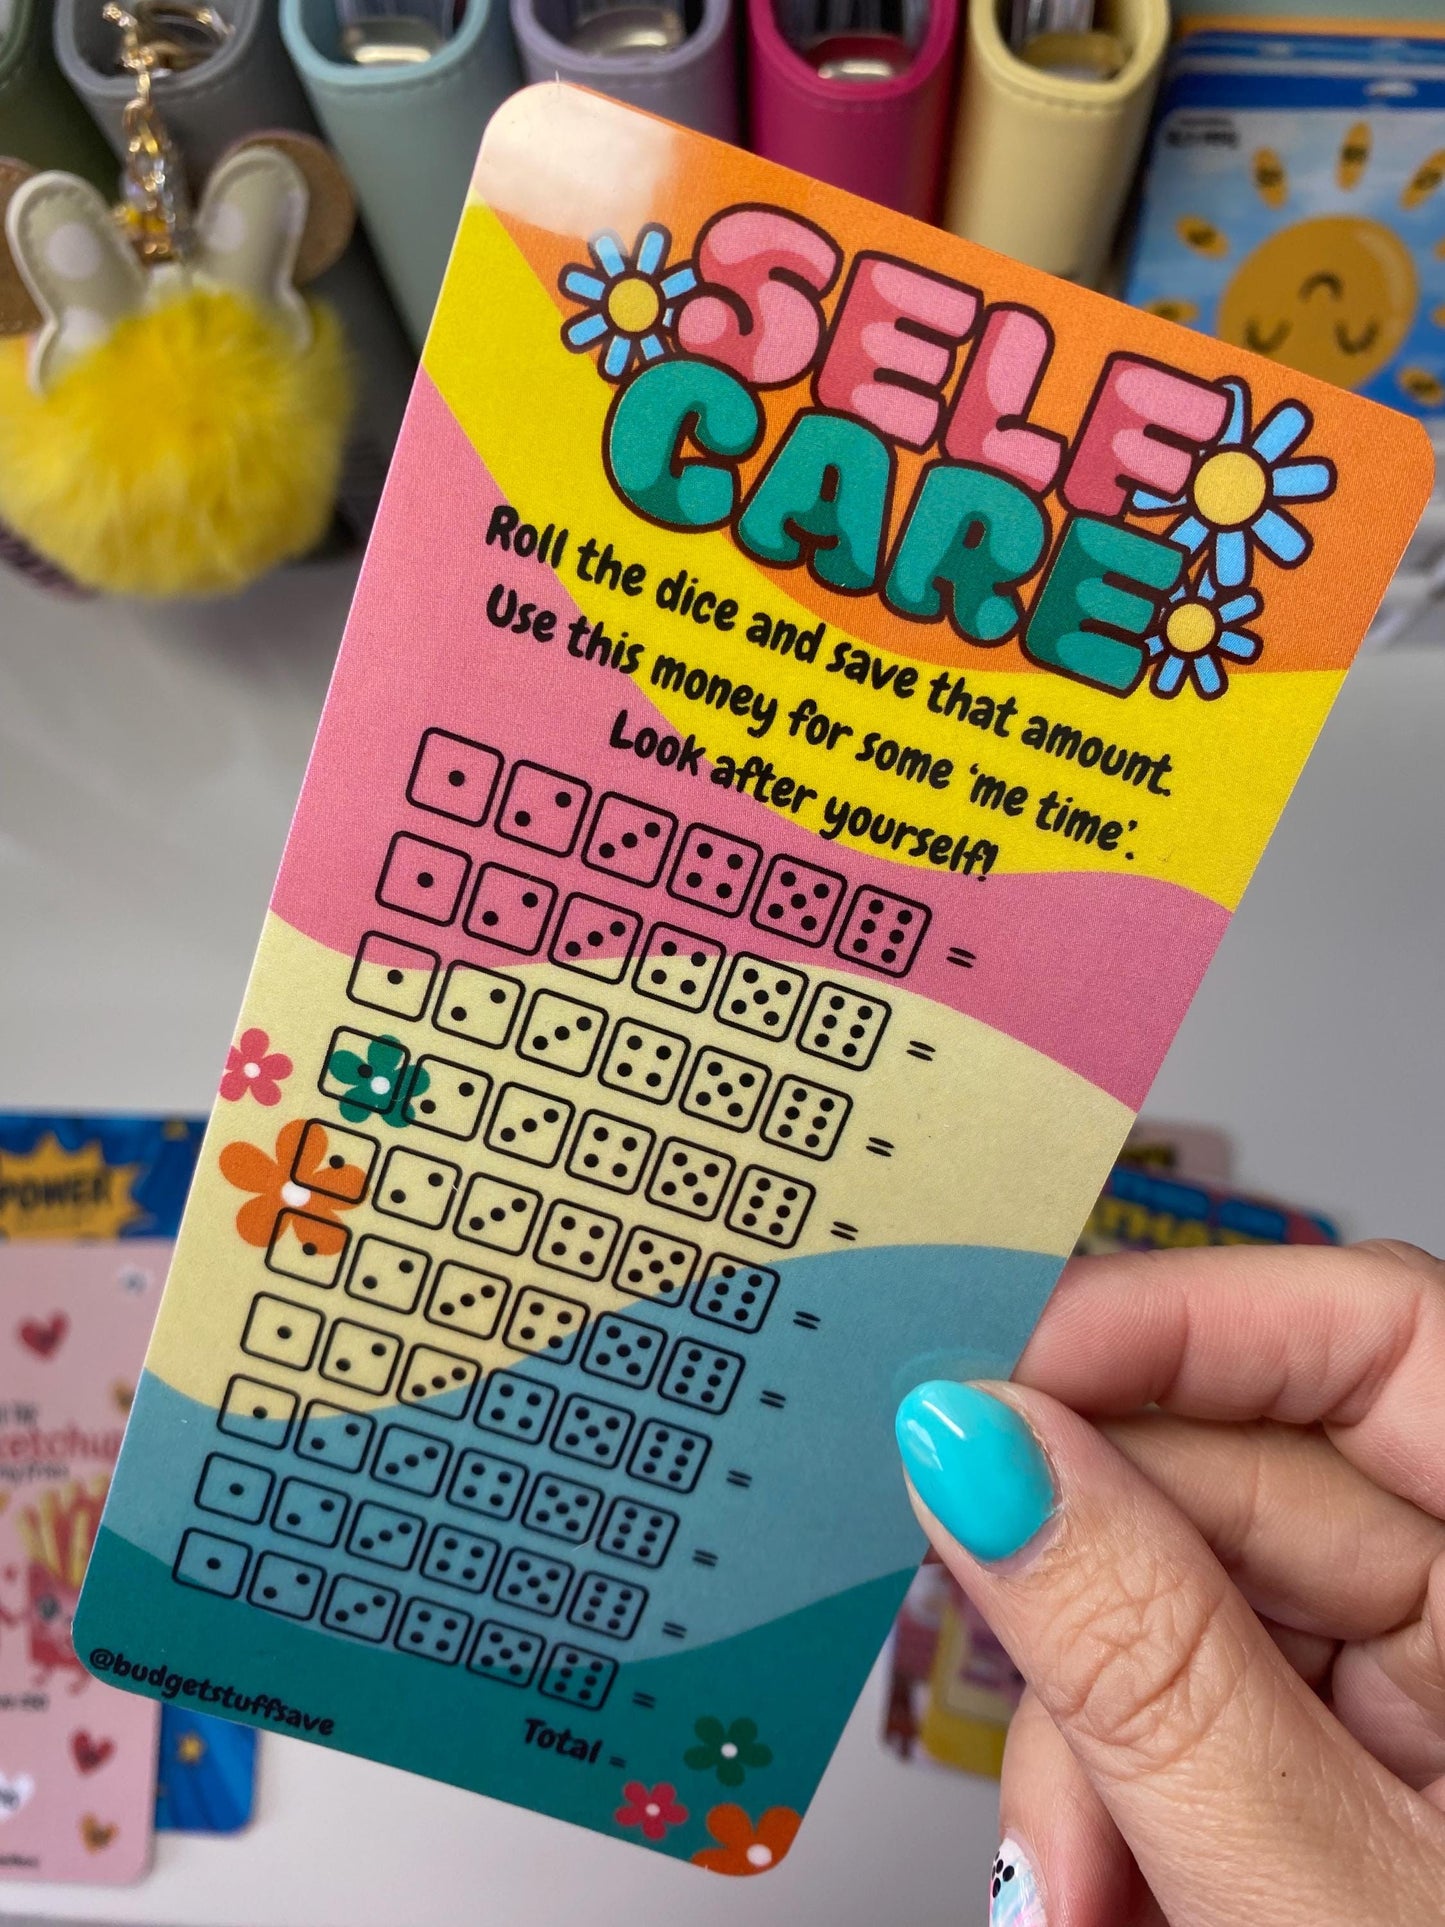 SELF
CARE
Roll the dice and save that amount.
Use this money for some ‘me time’.
Look after yourself!
=
=
=
=
=
=
=
=
=
=
Total =
@budgetstuffsave
POWER